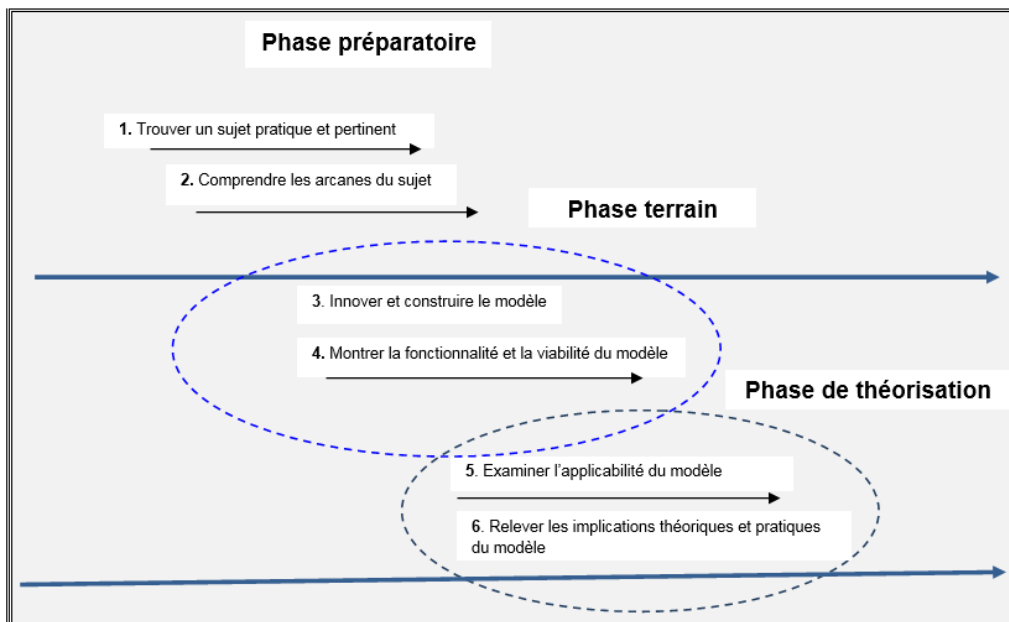 Phase préparatoire
1. Trouver un sujet pratique et pertinent
2. Comprendre les arcanes du sujet
Phase terrain
3. Innover et construire le modèle
4. Montrer la fonctionnalité et la viabilité du modèle
Phase de théorisation
5. Examiner l’applicabilité du modèle
6. Relever les implications théoriques et pratiques
du modèle